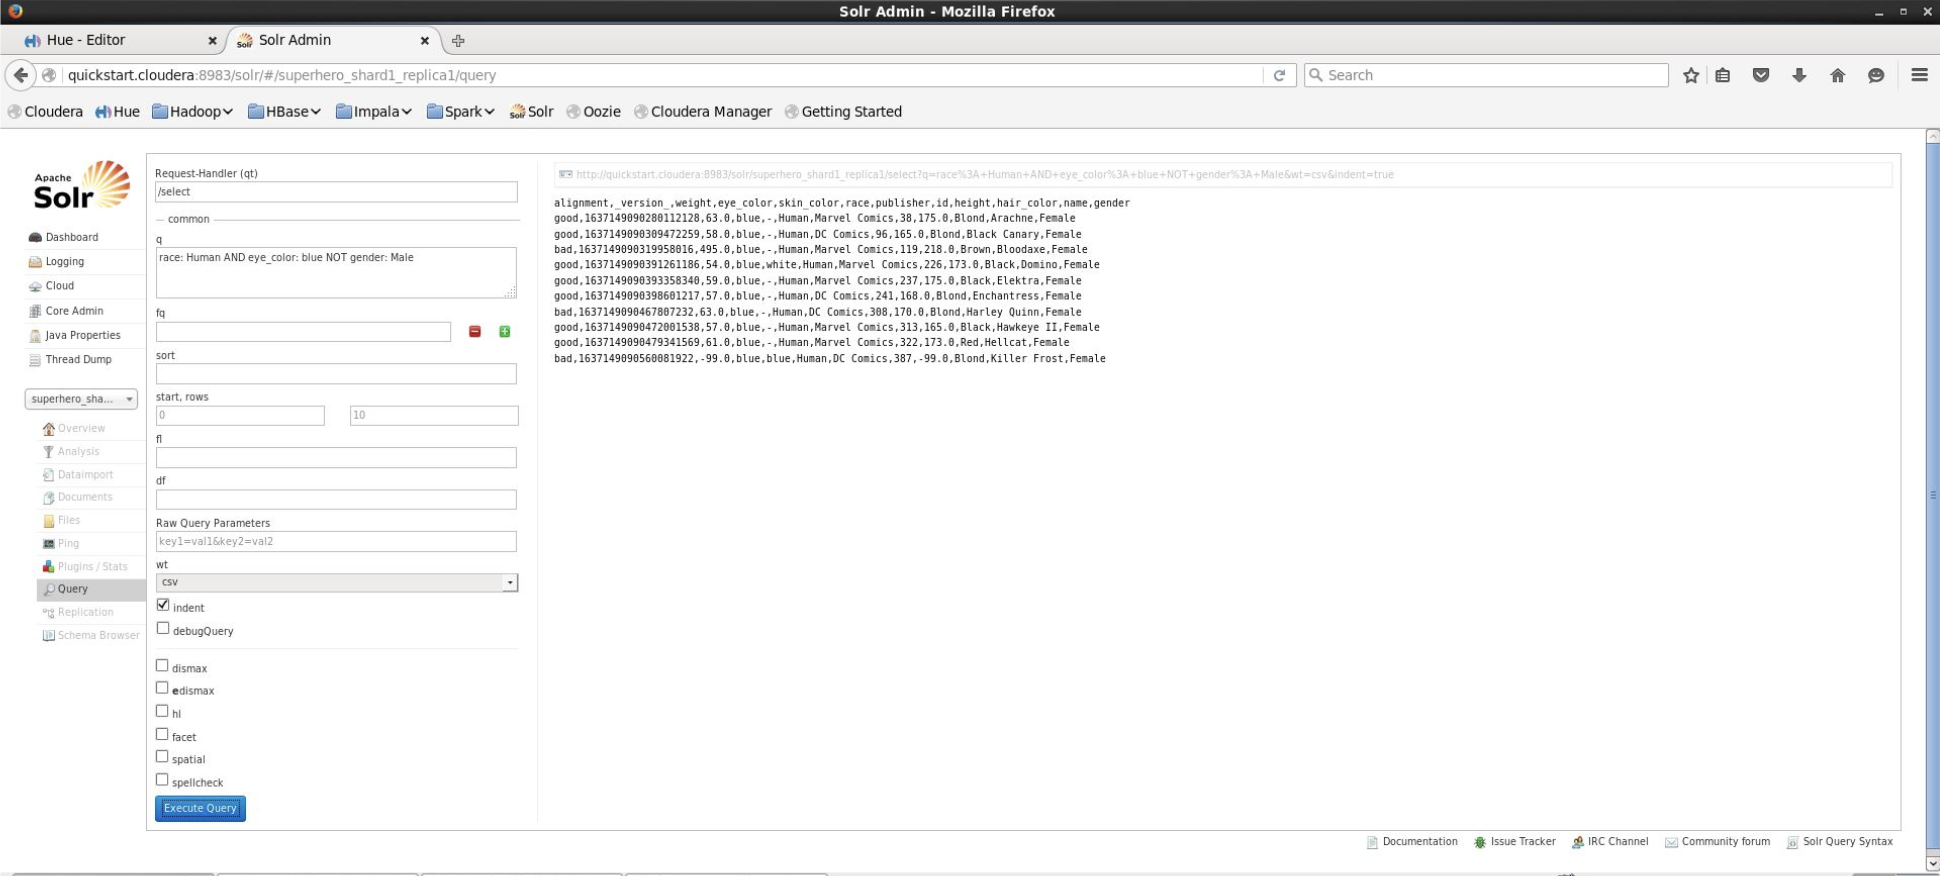 Solr Admin - Mozilla Firefox
Hue - Editor
Solr Admin
quickstart.cloudera:8983/solr/#/superhero_shard1_replica1/query
Search
Cloudera Hue Hadoop HBase Impala Spark Solr Oozie Cloudera Manager Getting Started
Apache
Solr
Dashboard
Logging
Cloud
Core Admin
Java Properties
Thread Dump
superhero_sha...
Overview
Analysis
Dataimport
Documents
Files
Ping
Plugins / Stats
Query
Replication
Schema Browser
Request-Handler (qt)
/select
common
q
race: Human AND eye_color: blue NOT gender: Male
fq
sort
start, rows
0 10
fl
df
Raw Query Parameters
key1=val1&key2=val2
wt
csv
indent
debugQuery
dismax
edismax
hl
facet
spatial
spellcheck
Execute Query
http://quickstart.cloudera:8983/solr/superhero_shard1_replica1/select?q=race%3A+Human+AND+eye_color%3A+blue+NOT+gender%3A+Male&wt=csv&indent=true
alignment,_version_,weight,eye_color,skin_color,race,publisher,id,height,hair_color,name,gender
good,1637149090280112128,63.0,blue,-,Human,Marvel Comics,38,175.0,Blond,Arachne,Female
good,1637149090309472259,58.0,blue,-,Human,DC Comics,96,165.0,Blond,Black Canary,Female
bad,1637149090319958016,495.0,blue,-,Human,Marvel Comics,119,218.0,Brown,Bloodaxe,Female
good,1637149090391261186,54.0,blue,white,Human,Marvel Comics,226,173.0,Black,Domino,Female
good,1637149090393358340,59.0,blue,-,Human,Marvel Comics,237,175.0,Black,Elektra,Female
good,1637149090398601217,57.0,blue,-,Human,DC Comics,241,168.0,Blond,Enchantress,Female
bad,1637149090467807232,63.0,blue,-,Human,DC Comics,308,170.0,Blond,Harley Quinn,Female
good,1637149090472001538,57.0,blue,-,Human,Marvel Comics,313,165.0,Black,Hawkeye II,Female
good,1637149090479341569,61.0,blue,-,Human,Marvel Comics,322,173.0,Red,Hellcat,Female
bad,1637149090560081922,-99.0,blue,blue,Human,DC Comics,387,-99.0,Blond,Killer Frost,Female
Documentation Issue Tracker IRC Channel Community forum Solr Query Syntax